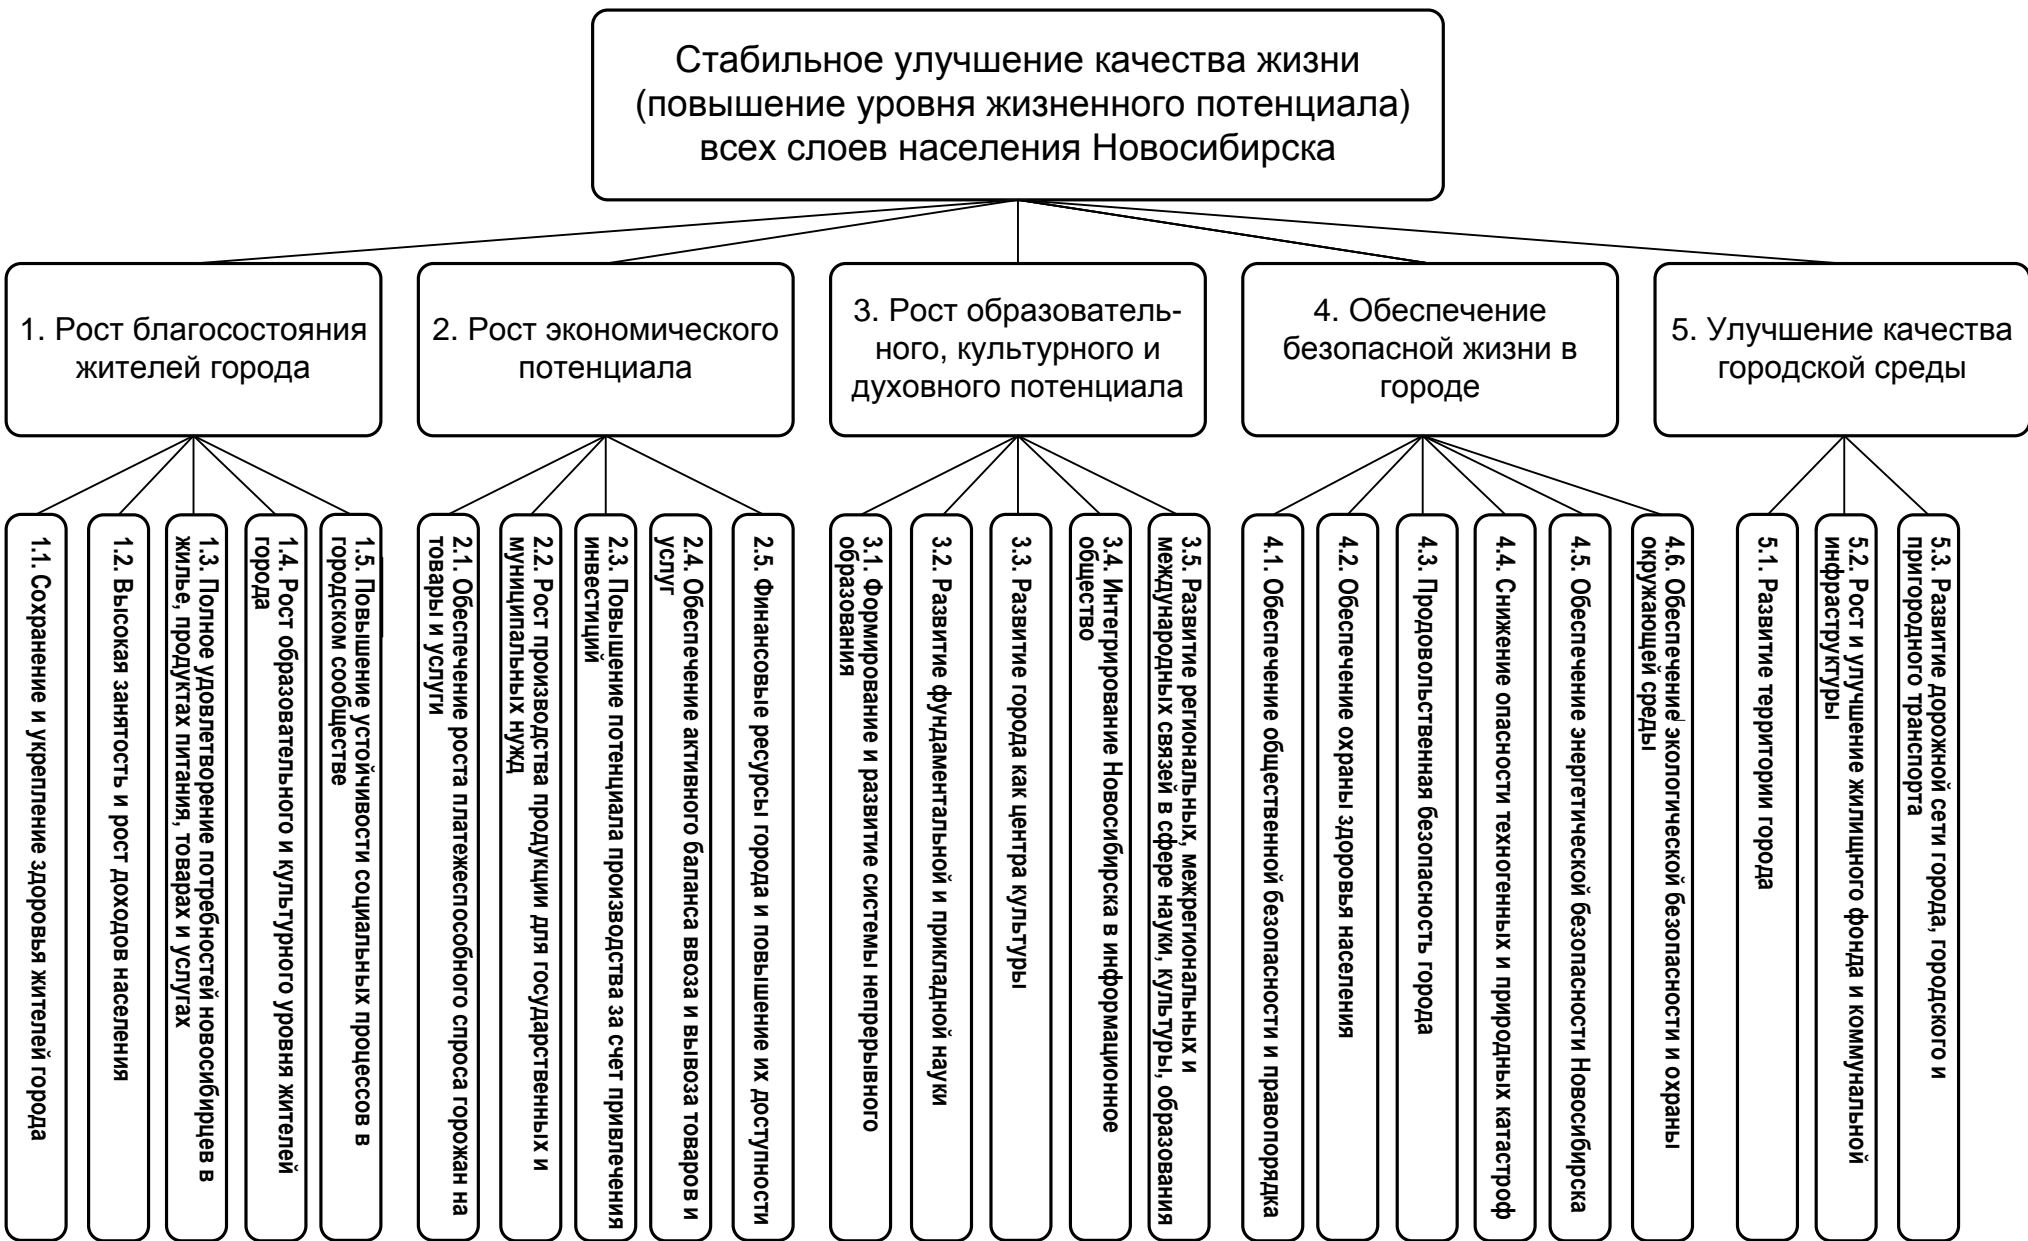 Стабильное улучшение качества жизни
(повышение уровня жизненного потенциала)
всех слоев населения Новосибирска
1. Рост благосостояния
жителей города
2. Рост экономического
потенциала
3. Рост образователь-
ного, культурного и
духовного потенциала
4. Обеспечение
безопасной жизни в
городе
5. Улучшение качества
городской среды
1.1. Сохранение и укрепление здоровья жителей города
1.2. Высокая занятость и рост доходов населения
1.3. Полное удовлетворение потребностей новосибирцев в
жилье, продуктах питания, товарах и услугах
1.4. Рост образовательного и культурного уровня жителей
города
1.5. Повышение устойчивости социальных процессов в
городском сообществе
2.1. Обеспечение роста платежеспособного спроса горожан на
товары и услуги
2.2. Рост производства продукции для государственных и
муниципальных нужд
2.3. Повышение потенциала производства за счет привлечения
инвестиций
2.4. Обеспечение активного баланса ввоза и вывоза товаров и
услуг
2.5. Финансовые ресурсы города и повышение их доступности
3.1. Формирование и развитие системы непрерывного
образования
3.2. Развитие фундаментальной и прикладной науки
3.3. Развитие города как центра культуры
3.4. Интегрирование Новосибирска в информационное
общество
3.5. Развитие региональных, межрегиональных и
международных связей в сфере науки, культуры, образования
4.1. Обеспечение общественной безопасности и правопорядка
4.2. Обеспечение охраны здоровья населения
4.3. Продовольственная безопасность города
4.4. Снижение опасности техногенных и природных катастроф
4.5. Обеспечение энергетической безопасности Новосибирска
4.6. Обеспечение экологической безопасности и охраны
окружающей среды
5.1. Развитие территории города
5.2. Рост и улучшение жилищного фонда и коммунальной
инфраструктуры
5.3. Развитие дорожной сети города, городского и
пригородного транспорта